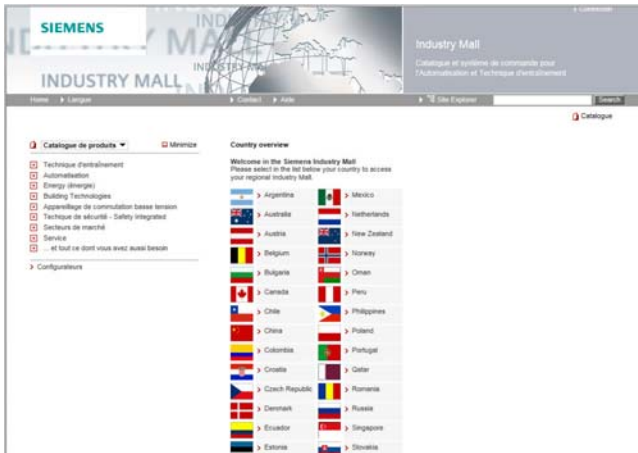 Connexion
SIEMENS
INDUSTRY MALL
Industry Mall
Catalogue et système de commande pour
l'Automatisation et Technique d'entraînement
Home Langue Contact Aide Site Explorer Search
Catalogue
Catalogue de produits Minimize
Technique d'entraînement
Automatisation
Energy (énergie)
Building Technologies
Appareillage de commutation basse tension
Techique de sécurité - Safety Integrated
Secteurs de marché
Service
... et tout ce dont vous avez aussi besoin
Configurateurs
Country overview
Welcome in the Siemens Industry Mall
Please select in the list below your country to access
your regional Industry Mall.
Argentina Mexico
Australia Netherlands
Austria New Zealand
Belgium Norway
Bulgaria Oman
Canada Peru
Chile Philippines
China Poland
Colombia Portugal
Croatia Qatar
Czech Republic Romania
Denmark Russia
Ecuador Singapore
Estonia Slovakia